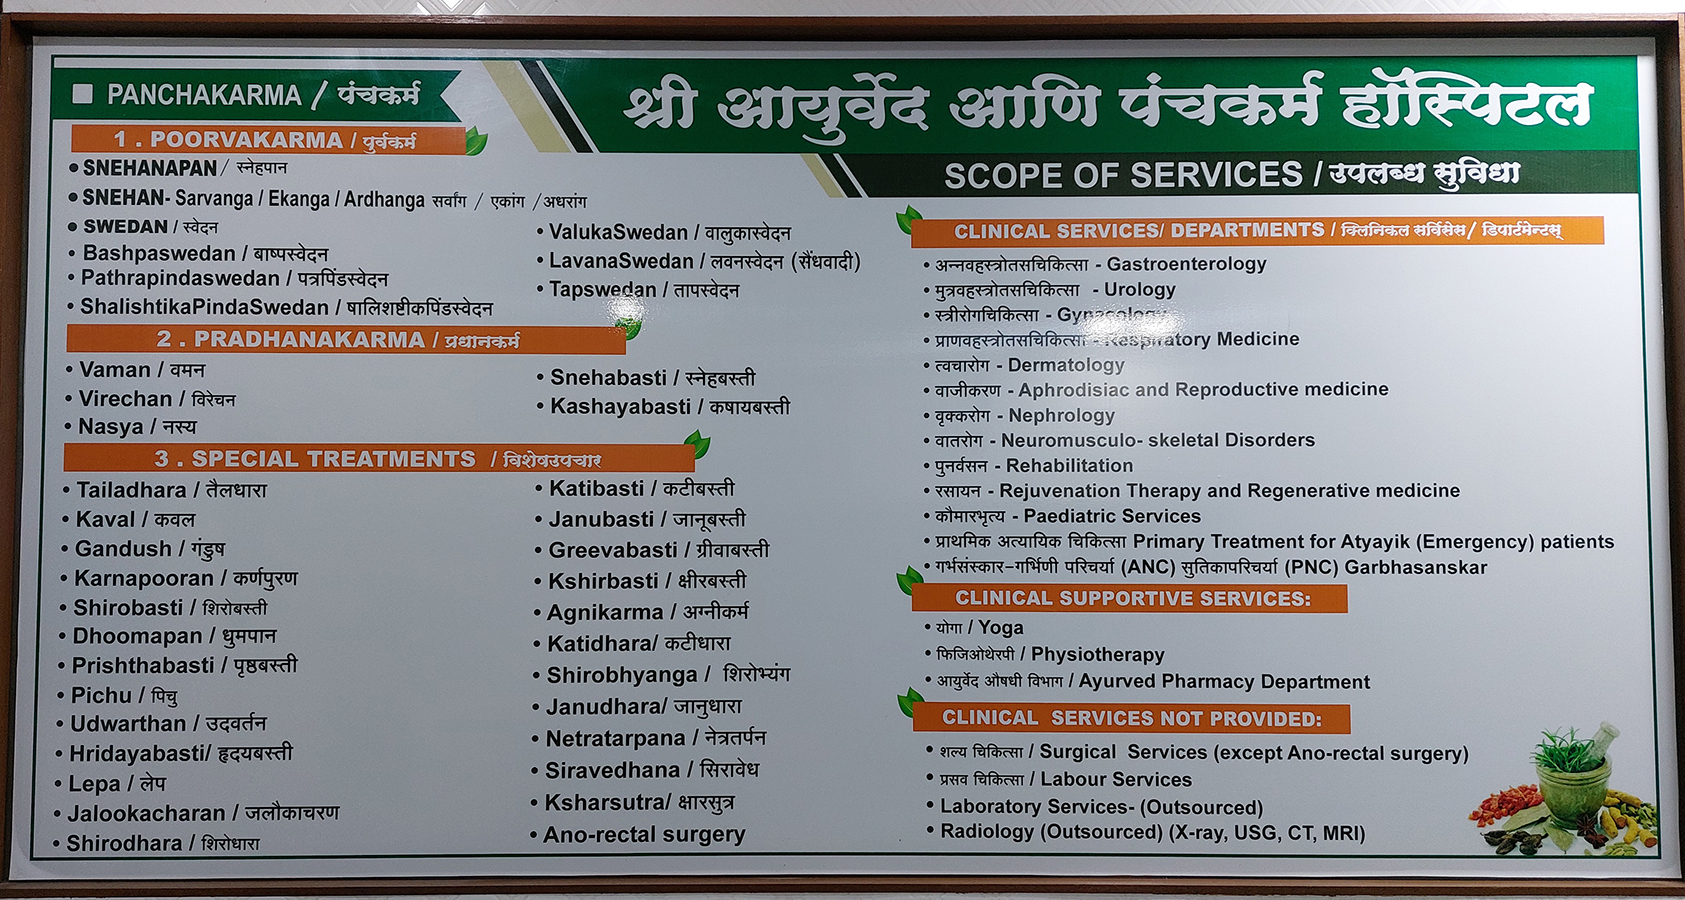 PANCHAKARMA / पंचकर्म
1 . POORVAKARMA / पुर्वकर्म
• SNEHANAPAN / स्नेहपान
• SNEHAN- Sarvanga / Ekanga / Ardhanga सर्वांग / एकांग /अधरांग
• SWEDAN / स्वेदन
• Bashpaswedan / बाष्पस्वेदन
• Pathrapindaswedan / पत्रपिंडस्वेदन
• ShalishtikaPindaSwedan / षालिशष्टीकपिंडस्वेदन
• ValukaSwedan / वालुकास्वेदन
• LavanaSwedan / लवनस्वेदन (सैंधवादी)
• Tapswedan / तापस्वेदन
2 . PRADHANAKARMA / प्रधानकर्म
• Vaman / वमन
• Virechan / विरेचन
• Nasya / नस्य
• Snehabasti / स्नेहबस्ती
• Kashayabasti / कषायबस्ती
3 . SPECIAL TREATMENTS / विशेषउपचार
• Tailadhara / तैलधारा
• Kaval / कवल
• Gandush / गंडुष
• Karnapooran / कर्णपुरण
• Shirobasti / शिरोबस्ती
• Dhoomapan / धुमपान
• Prishthabasti / पृष्ठबस्ती
• Pichu / पिचु
• Udwarthan / उदवर्तन
• Hridayabasti/ हृदयबस्ती
• Lepa / लेप
• Jalookacharan / जलौकाचरण
• Shirodhara / शिरोधारा
• Katibasti / कटीबस्ती
• Janubasti / जानूबस्ती
• Greevabasti / ग्रीवाबस्ती
• Kshirbasti / क्षीरबस्ती
• Agnikarma / अग्नीकर्म
• Katidhara/ कटीधारा
• Shirobhyanga / शिरोभ्यंग
• Janudhara/ जानुधारा
• Netratarpana / नेत्रतर्पन
• Siravedhana / सिरावेध
• Ksharsutra/ क्षारसुत्र
• Ano-rectal surgery
श्री आयुर्वेद आणि पंचकर्म हॉस्पिटल
SCOPE OF SERVICES / उपलब्ध सुविधा
CLINICAL SERVICES/ DEPARTMENTS / क्लिनिकल सर्विसेस/ डिपार्टमेन्टस्
• अन्नवहस्त्रोतसचिकित्सा - Gastroenterology
• मुत्रवहस्त्रोतसचिकित्सा - Urology
• स्त्रीरोगचिकित्सा - Gynacology
• प्राणवहस्त्रोतसचिकित्सा - Respiratory Medicine
• त्वचारोग - Dermatology
• वाजीकरण - Aphrodisiac and Reproductive medicine
• वृक्करोग - Nephrology
• वातरोग - Neuromusculo- skeletal Disorders
• पुनर्वसन - Rehabilitation
• रसायन - Rejuvenation Therapy and Regenerative medicine
• कौमारभृत्य - Paediatric Services
• प्राथमिक अत्यायिक चिकित्सा Primary Treatment for Atyayik (Emergency) patients
• गर्भसंस्कार-गर्भिणी परिचर्या (ANC) सुतिकापरिचर्या (PNC) Garbhasanskar
CLINICAL SUPPORTIVE SERVICES:
• योगा / Yoga
• फिजिओथेरपी / Physiotherapy
• आयुर्वेद औषधी विभाग / Ayurved Pharmacy Department
CLINICAL SERVICES NOT PROVIDED:
• शल्य चिकित्सा / Surgical Services (except Ano-rectal surgery)
• प्रसव चिकित्सा / Labour Services
• Laboratory Services- (Outsourced)
• Radiology (Outsourced) (X-ray, USG, CT, MRI)